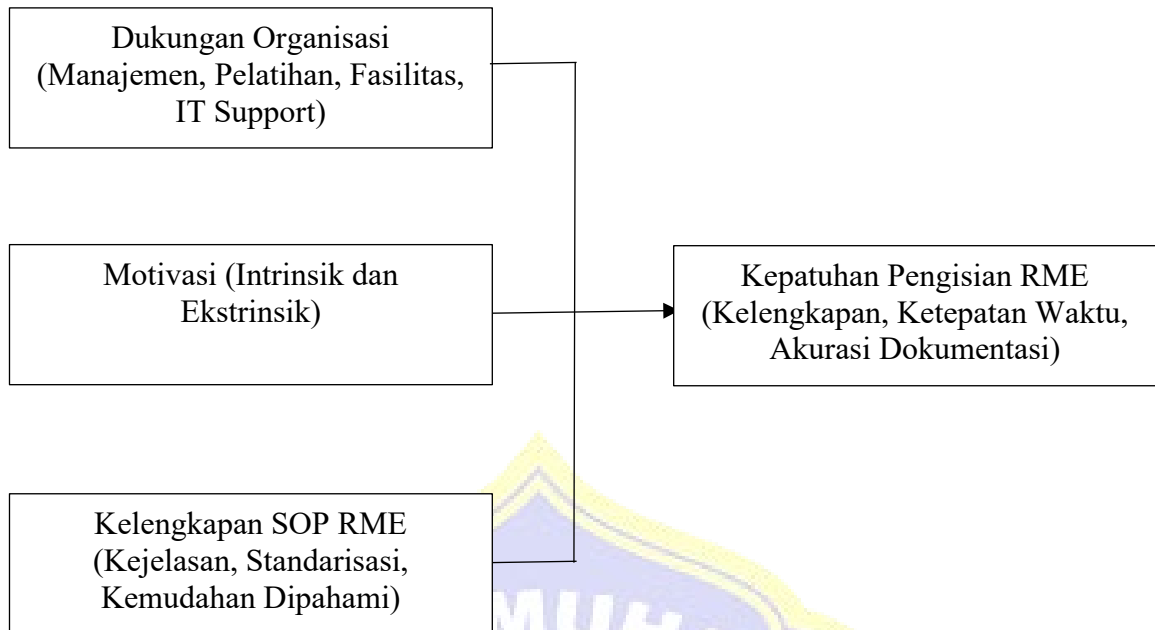 Dukungan Organisasi
(Manajemen, Pelatihan, Fasilitas,
IT Support)
Motivasi (Intrinsik dan
Ekstrinsik)
Kepatuhan Pengisian RME
(Kelengkapan, Ketepatan Waktu,
Akurasi Dokumentasi)
Kelengkapan SOP RME
(Kejelasan, Standarisasi,
Kemudahan Dipahami)